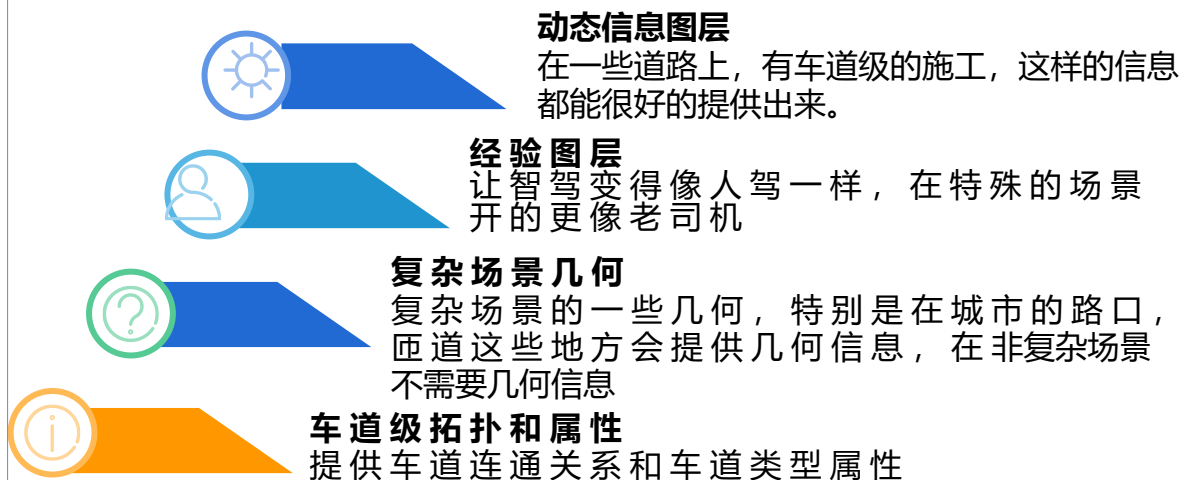 动态信息图层
在一些道路上，有车道级的施工，这样的信息
都能很好的提供出来。
经验图层
让智驾变得像人驾一样，在特殊的场景
开的更像老司机
复杂场景几何
复杂场景的一些几何，特别是在城市的路口，
匝道这些地方会提供几何信息，在非复杂场景
不需要几何信息
车道级拓扑和属性
提供车道连通关系和车道类型属性